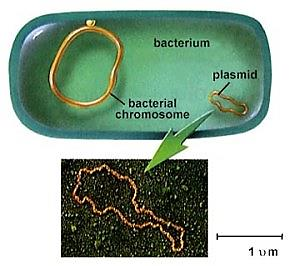 bacterium
plasmid
bacterial
chromosome
1 υm